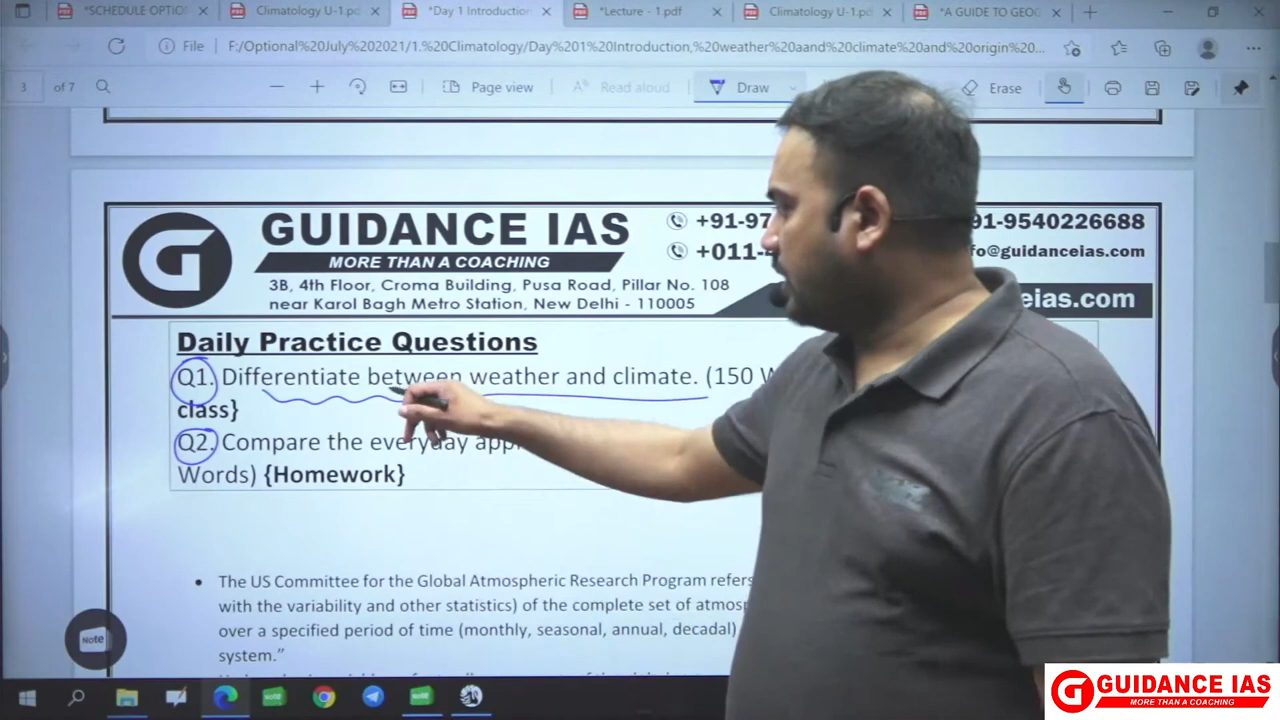 *SCHEDULE OPTIO
Climatology U-1.pd
*Day 1 Introduction
*Lecture - 1.pdf
Climatology U-1.pd
*A GUIDE TO GEOG
File
F:/Optional%20July%202021/1.%20Climatology/Day%201%20Introduction,%20weather%20aand%20climate%20and%20origin%20...
3 of 7
Page view
Read aloud
Draw
Erase
G
GUIDANCE IAS
MORE THAN A COACHING
3B, 4th Floor, Croma Building, Pusa Road, Pillar No. 108
near Karol Bagh Metro Station, New Delhi - 110005
+91-97
91-9540226688
+011-
fo@guidanceias.com
eias.com
Daily Practice Questions
Q1. Differentiate between weather and climate. (150 W
class}
Q2. Compare the everyday app
Words) {Homework}
• The US Committee for the Global Atmospheric Research Program refers
with the variability and other statistics) of the complete set of atmosp
over a specified period of time (monthly, seasonal, annual, decadal)
system.”
Note
GUIDANCE IAS
MORE THAN A COACHING